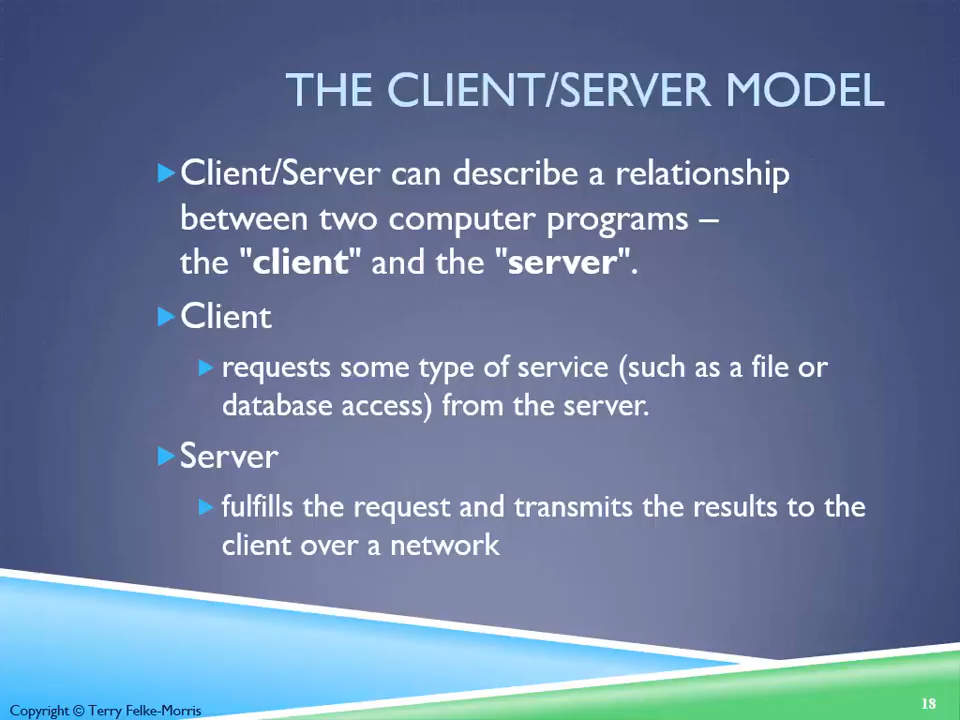 THE CLIENT/SERVER MODEL
Client/Server can describe a relationship
between two computer programs –
the "client" and the "server".
Client
requests some type of service (such as a file or
database access) from the server.
Server
fulfills the request and transmits the results to the
client over a network
Copyright © Terry Felke-Morris
18